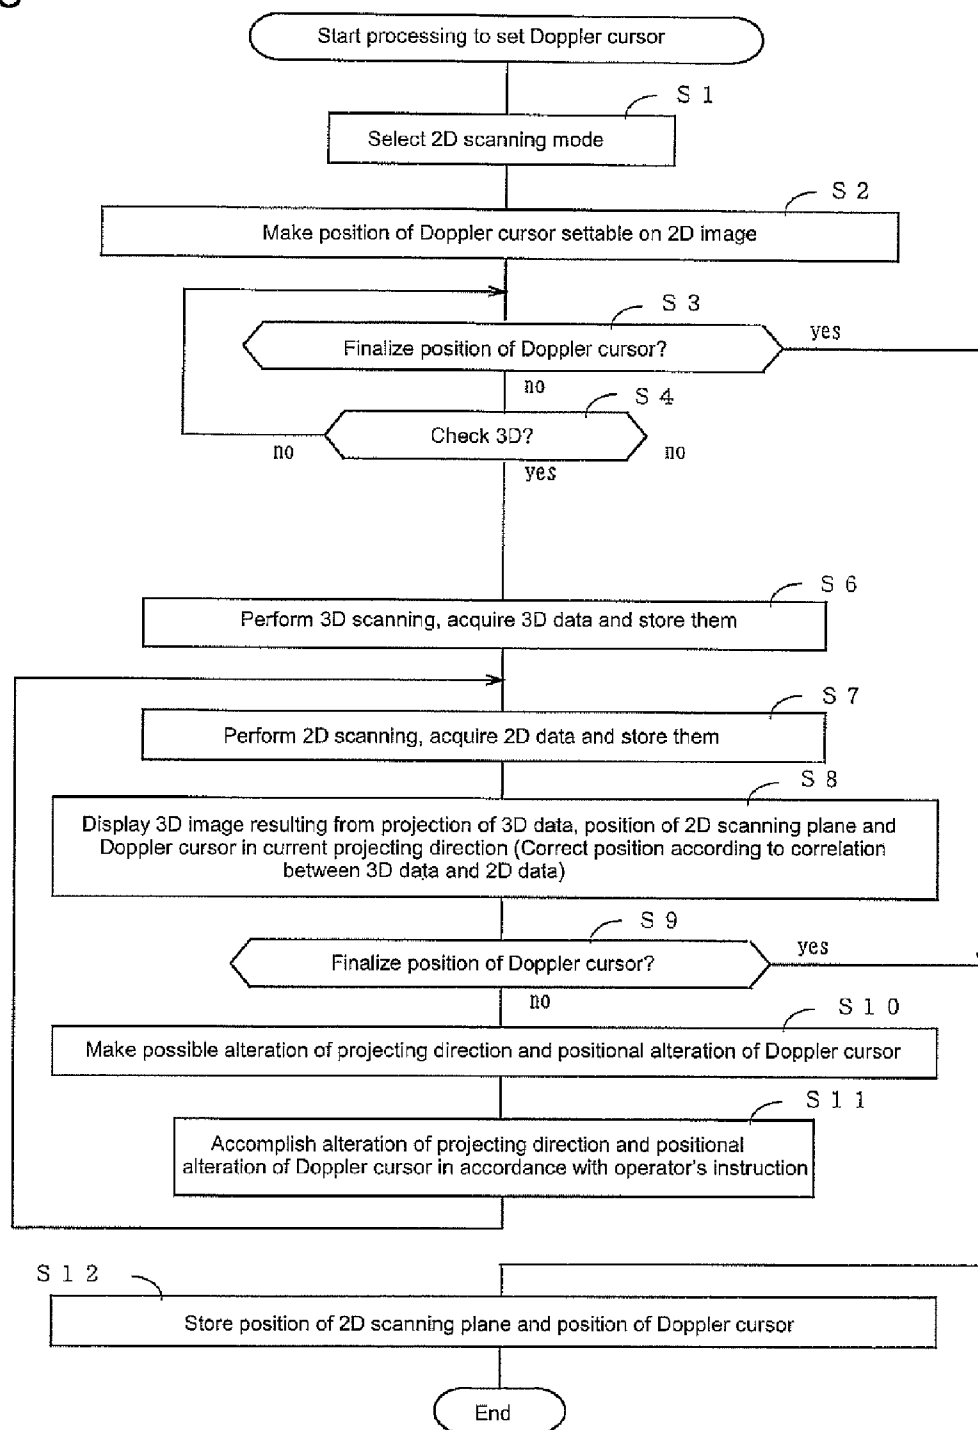 Start processing to set Doppler cursor
S 1
Select 2D scanning mode
S 2
Make position of Doppler cursor settable on 2D image
S 3
yes
Finalize position of Doppler cursor?
no
S 4
Check 3D?
no
no
yes
S 6
Perform 3D scanning, acquire 3D data and store them
S 7
Perform 2D scanning, acquire 2D data and store them
S 8
Display 3D image resulting from projection of 3D data, position of 2D scanning plane and
Doppler cursor in current projecting direction (Correct position according to correlation
between 3D data and 2D data)
S 9
yes
Finalize position of Doppler cursor?
no
S 1 0
Make possible alteration of projecting direction and positional alteration of Doppler cursor
S 1 1
Accomplish alteration of projecting direction and positional
alteration of Doppler cursor in accordance with operator's instruction
S 1 2
Store position of 2D scanning plane and position of Doppler cursor
End